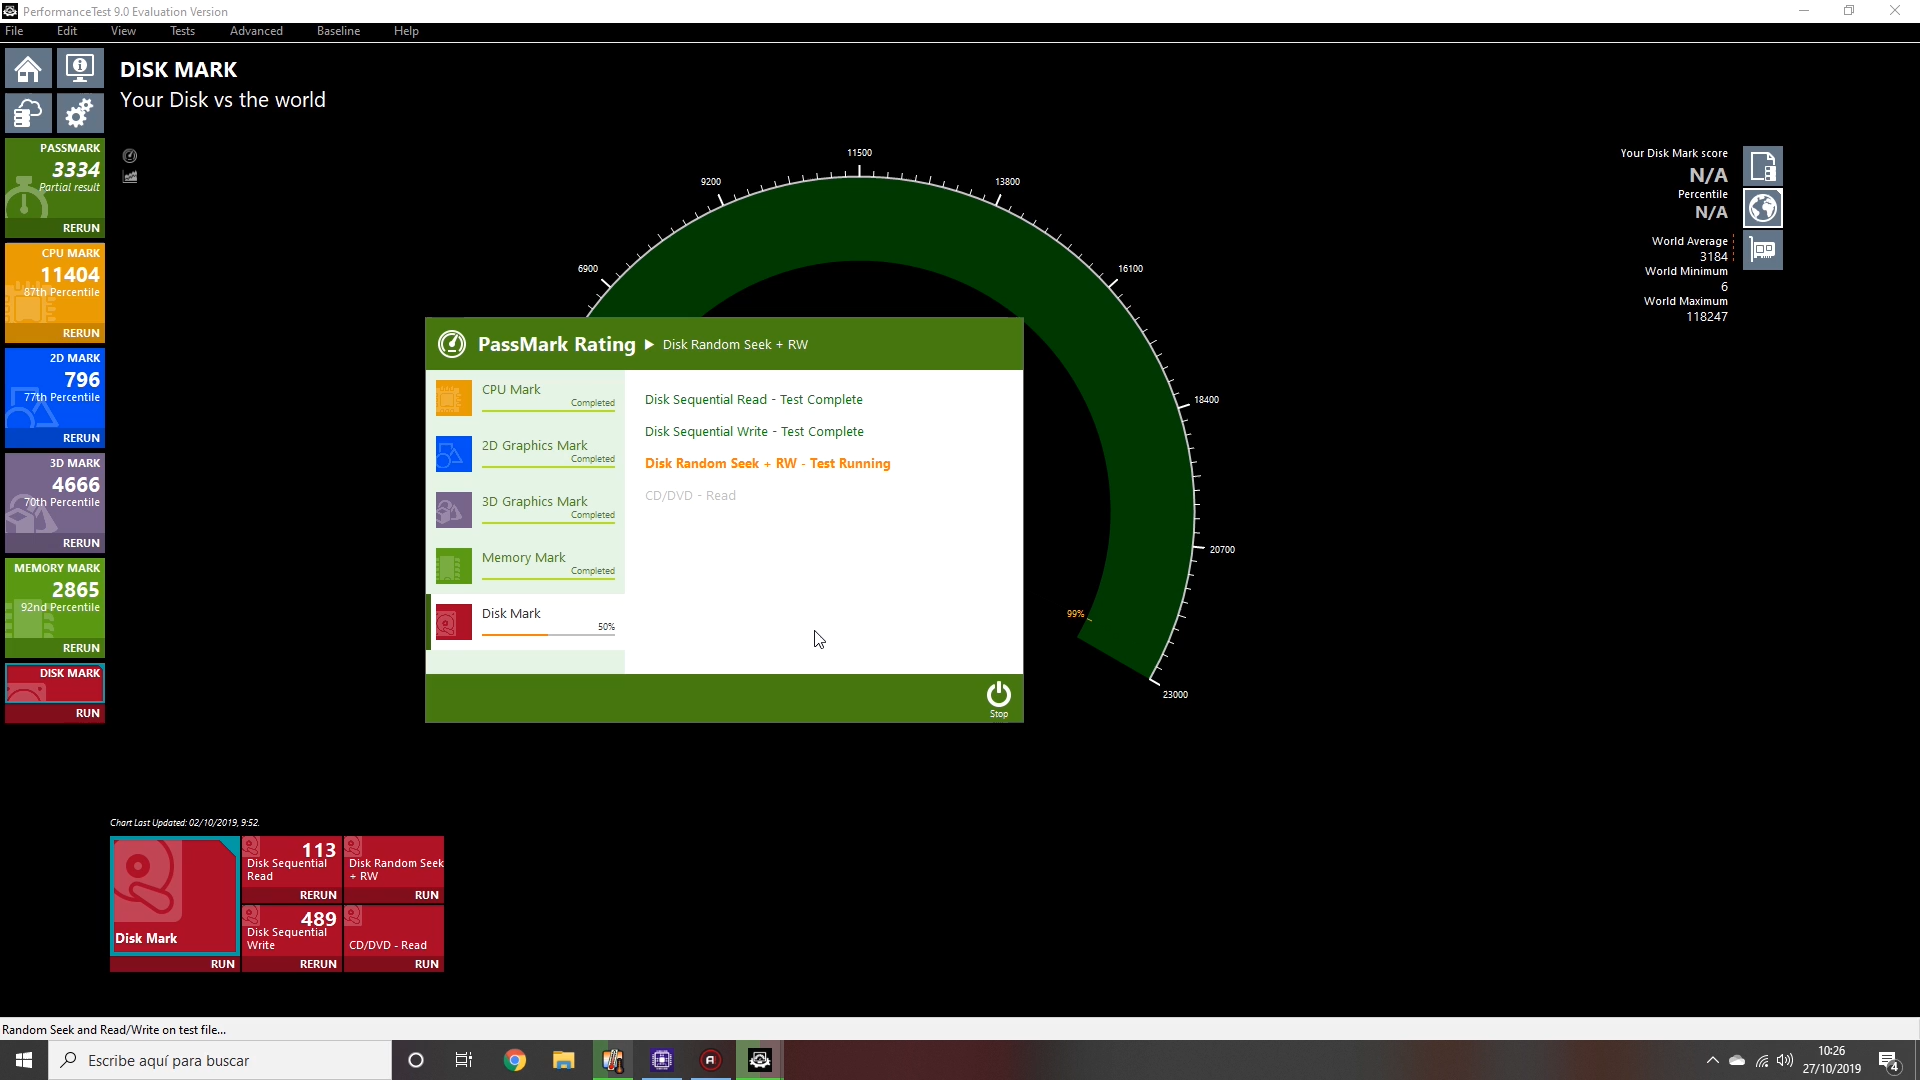 PerformanceTest 9.0 Evaluation Version
File Edit View Tests Advanced Baseline Help
DISK MARK
Your Disk vs the world
PASSMARK
3334
Partial result
RERUN
CPU MARK
11404
87th Percentile
RERUN
2D MARK
796
77th Percentile
RERUN
3D MARK
4666
70th Percentile
RERUN
MEMORY MARK
2865
92nd Percentile
RERUN
DISK MARK
RUN
6900
9200
11500
13800
16100
18400
20700
23000
99%
Your Disk Mark score
N/A
Percentile
N/A
World Average
3184
World Minimum
6
World Maximum
118247
PassMark Rating ▶ Disk Random Seek + RW
CPU Mark
Completed
2D Graphics Mark
Completed
3D Graphics Mark
Completed
Memory Mark
Completed
Disk Mark
50%
Disk Sequential Read - Test Complete
Disk Sequential Write - Test Complete
Disk Random Seek + RW - Test Running
CD/DVD - Read
Stop
Chart Last Updated: 02/10/2019, 9:52.
Disk Mark
RUN
113
Disk Sequential
Read
RERUN
Disk Random Seek
+ RW
RUN
489
Disk Sequential
Write
RERUN
CD/DVD - Read
RUN
Random Seek and Read/Write on test file...
Escribe aquí para buscar
10:26
27/10/2019
4